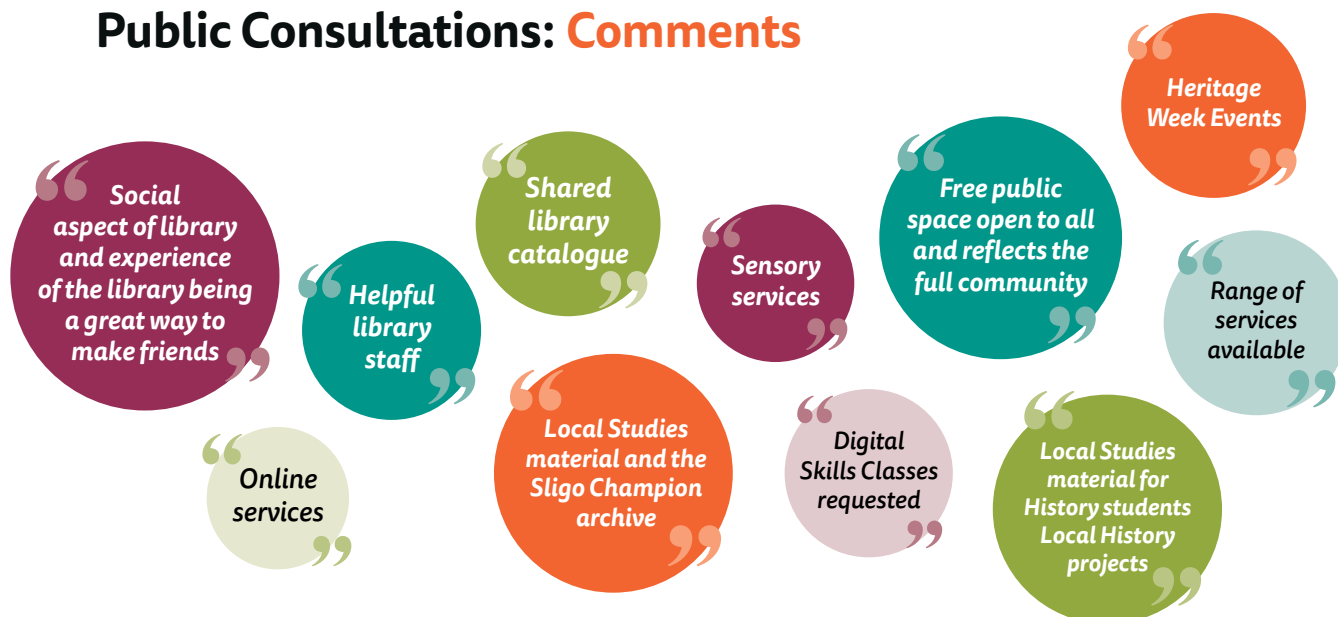 Public Consultations: Comments
Heritage
Week Events
Social
aspect of library
and experience
of the library being
a great way to
make friends
Helpful
library
staff
Shared
library
catalogue
Sensory
services
Free public
space open to all
and reflects the
full community
Range of
services
available
Online
services
Local Studies
material and the
Sligo Champion
archive
Digital
Skills Classes
requested
Local Studies
material for
History students
Local History
projects